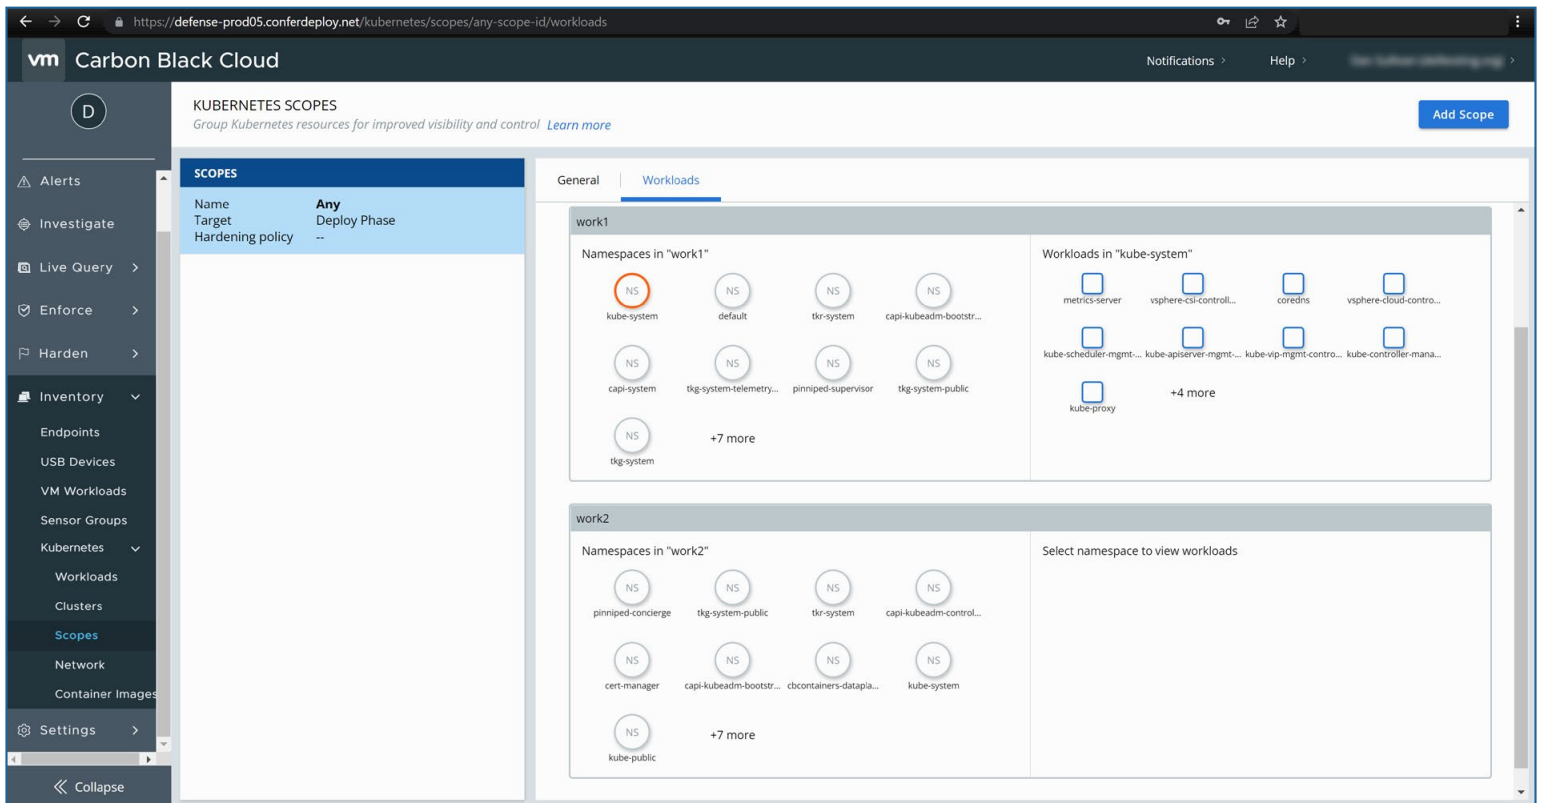 https://defense-prod05.conferdeploy.net/kubernetes/scopes/any-scope-id/workloads
vm Carbon Black Cloud
Notifications
Help
D
Alerts
Investigate
Live Query
Enforce
Harden
Inventory
Endpoints
USB Devices
VM Workloads
Sensor Groups
Kubernetes
Workloads
Clusters
Scopes
Network
Container Images
Settings
Collapse
KUBERNETES SCOPES
Group Kubernetes resources for improved visibility and control Learn more
Add Scope
SCOPES
Name Any
Target Deploy Phase
Hardening policy --
General Workloads
work1
Namespaces in "work1"
NS NS NS NS
kube-system default tkr-system capi-kubeadm-bootstr...
NS NS NS NS
capi-system tkg-system-telemetry... pinniped-supervisor tkg-system-public
NS
+7 more
tkg-system
Workloads in "kube-system"
metrics-server vsphere-csi-controll... coredns vsphere-cloud-contro...
kube-scheduler-mgmt-... kube-apiserver-mgmt-... kube-vip-mgmt-contro... kube-controller-mana...
+4 more
kube-proxy
work2
Namespaces in "work2"
NS NS NS NS
pinniped-concierge tkg-system-public tkr-system capi-kubeadm-control...
NS NS NS NS
cert-manager capi-kubeadm-bootstr... cbcontainers-datapla... kube-system
NS
+7 more
kube-public
Select namespace to view workloads